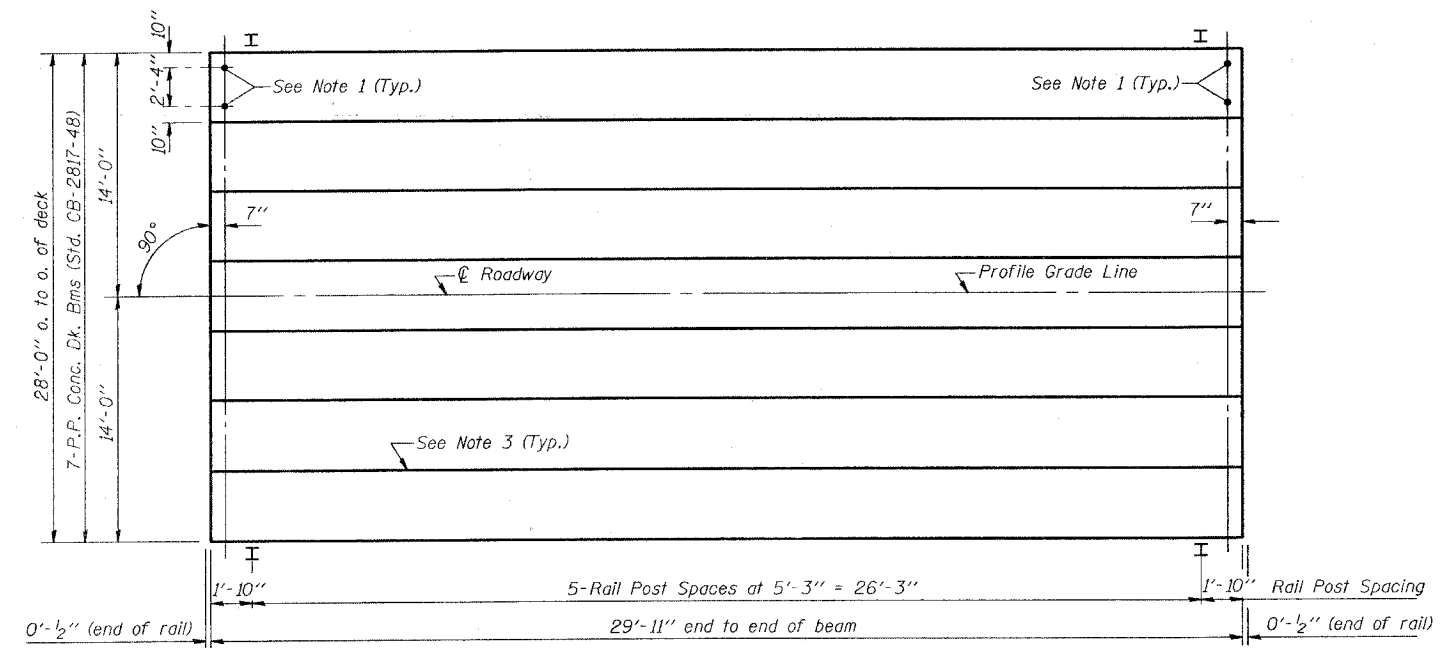 10"
2'-4"
10"
See Note 1 (Typ.)
See Note 1 (Typ.)
28'-0" o. to o. of deck
7-P.P. Conc. Dk. Bms (Std. CB-2817-48)
14'-0"
14'-0"
90°
7"
7"
℄ Roadway
Profile Grade Line
See Note 3 (Typ.)
1'-10"
5-Rail Post Spaces at 5'-3" = 26'-3"
1'-10" Rail Post Spacing
0'-½" (end of rail)
29'-11" end to end of beam
0'-½" (end of rail)